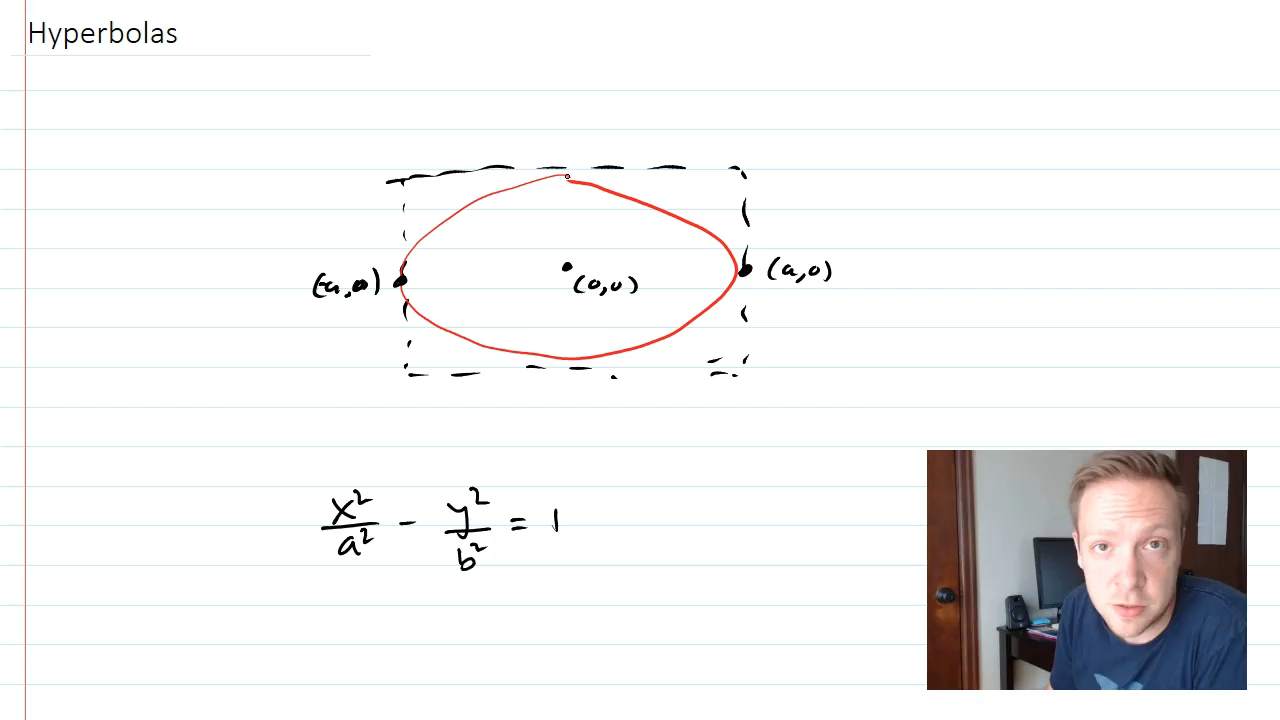 Hyperbolas
(-a,0) (0,0) (a,0)
x²/a² - y²/b² = 1